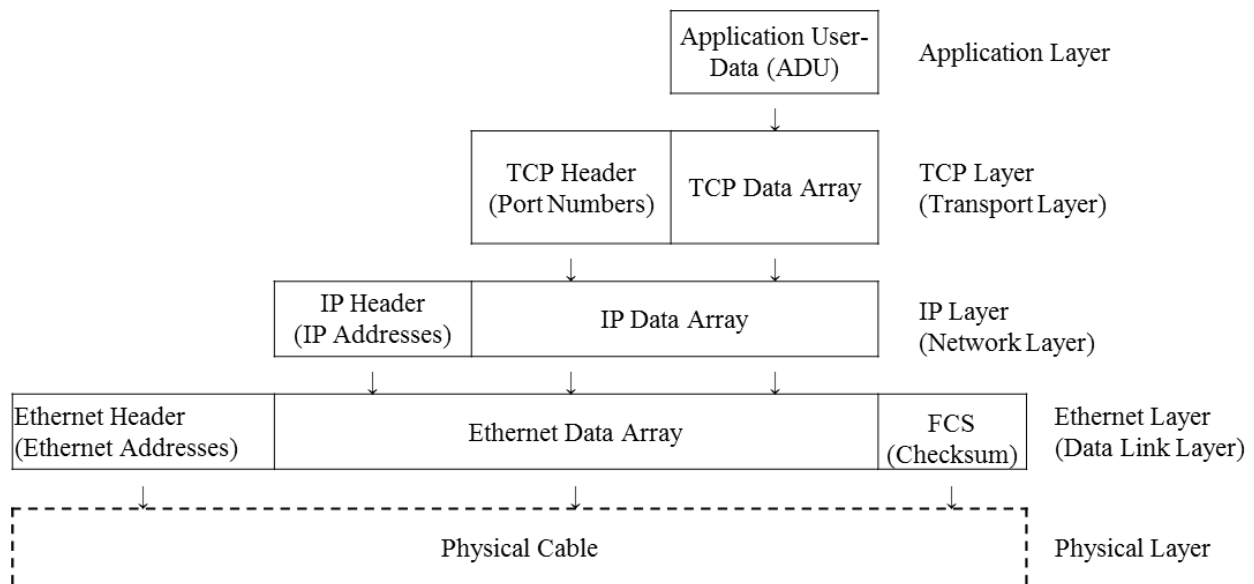 Application User-
Data (ADU)
Application Layer
TCP Header
(Port Numbers)
TCP Data Array
TCP Layer
(Transport Layer)
IP Header
(IP Addresses)
IP Data Array
IP Layer
(Network Layer)
Ethernet Header
(Ethernet Addresses)
Ethernet Data Array
FCS
(Checksum)
Ethernet Layer
(Data Link Layer)
Physical Cable
Physical Layer